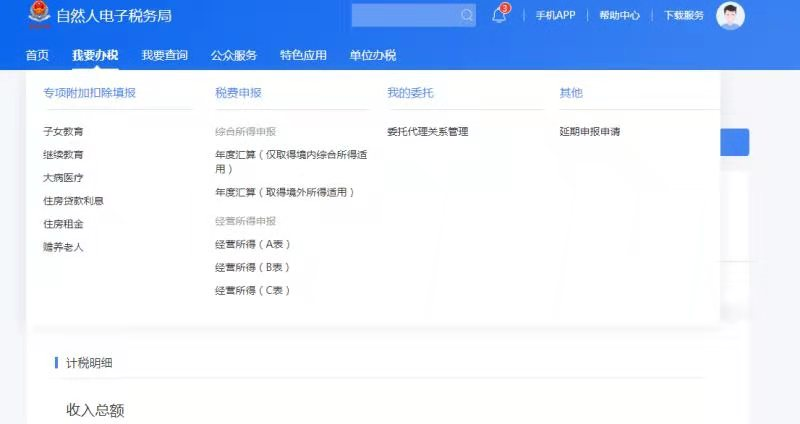 自然人电子税务局
3
手机APP
帮助中心
下载服务
首页
我要办税
我要查询
公众服务
特色应用
单位办税
专项附加扣除填报
税费申报
我的委托
其他
子女教育
继续教育
大病医疗
住房贷款利息
住房租金
赡养老人
综合所得申报
年度汇算（仅取得境内综合所得适
用）
年度汇算（取得境外所得适用）
经营所得申报
经营所得（A表）
经营所得（B表）
经营所得（C表）
委托代理关系管理
延期申报申请
计税明细
收入总额